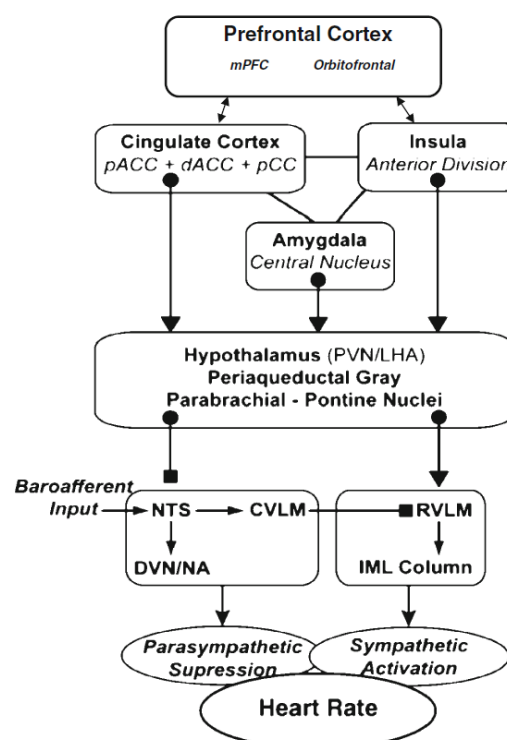 Prefrontal Cortex
mPFC Orbitofrontal
Cingulate Cortex
pACC + dACC + pCC
Insula
Anterior Division
Amygdala
Central Nucleus
Hypothalamus (PVN/LHA)
Periaqueductal Gray
Parabrachial - Pontine Nuclei
Baroafferent
Input
NTS
CVLM
RVLM
DVN/NA
IML Column
Parasympathetic
Supression
Sympathetic
Activation
Heart Rate